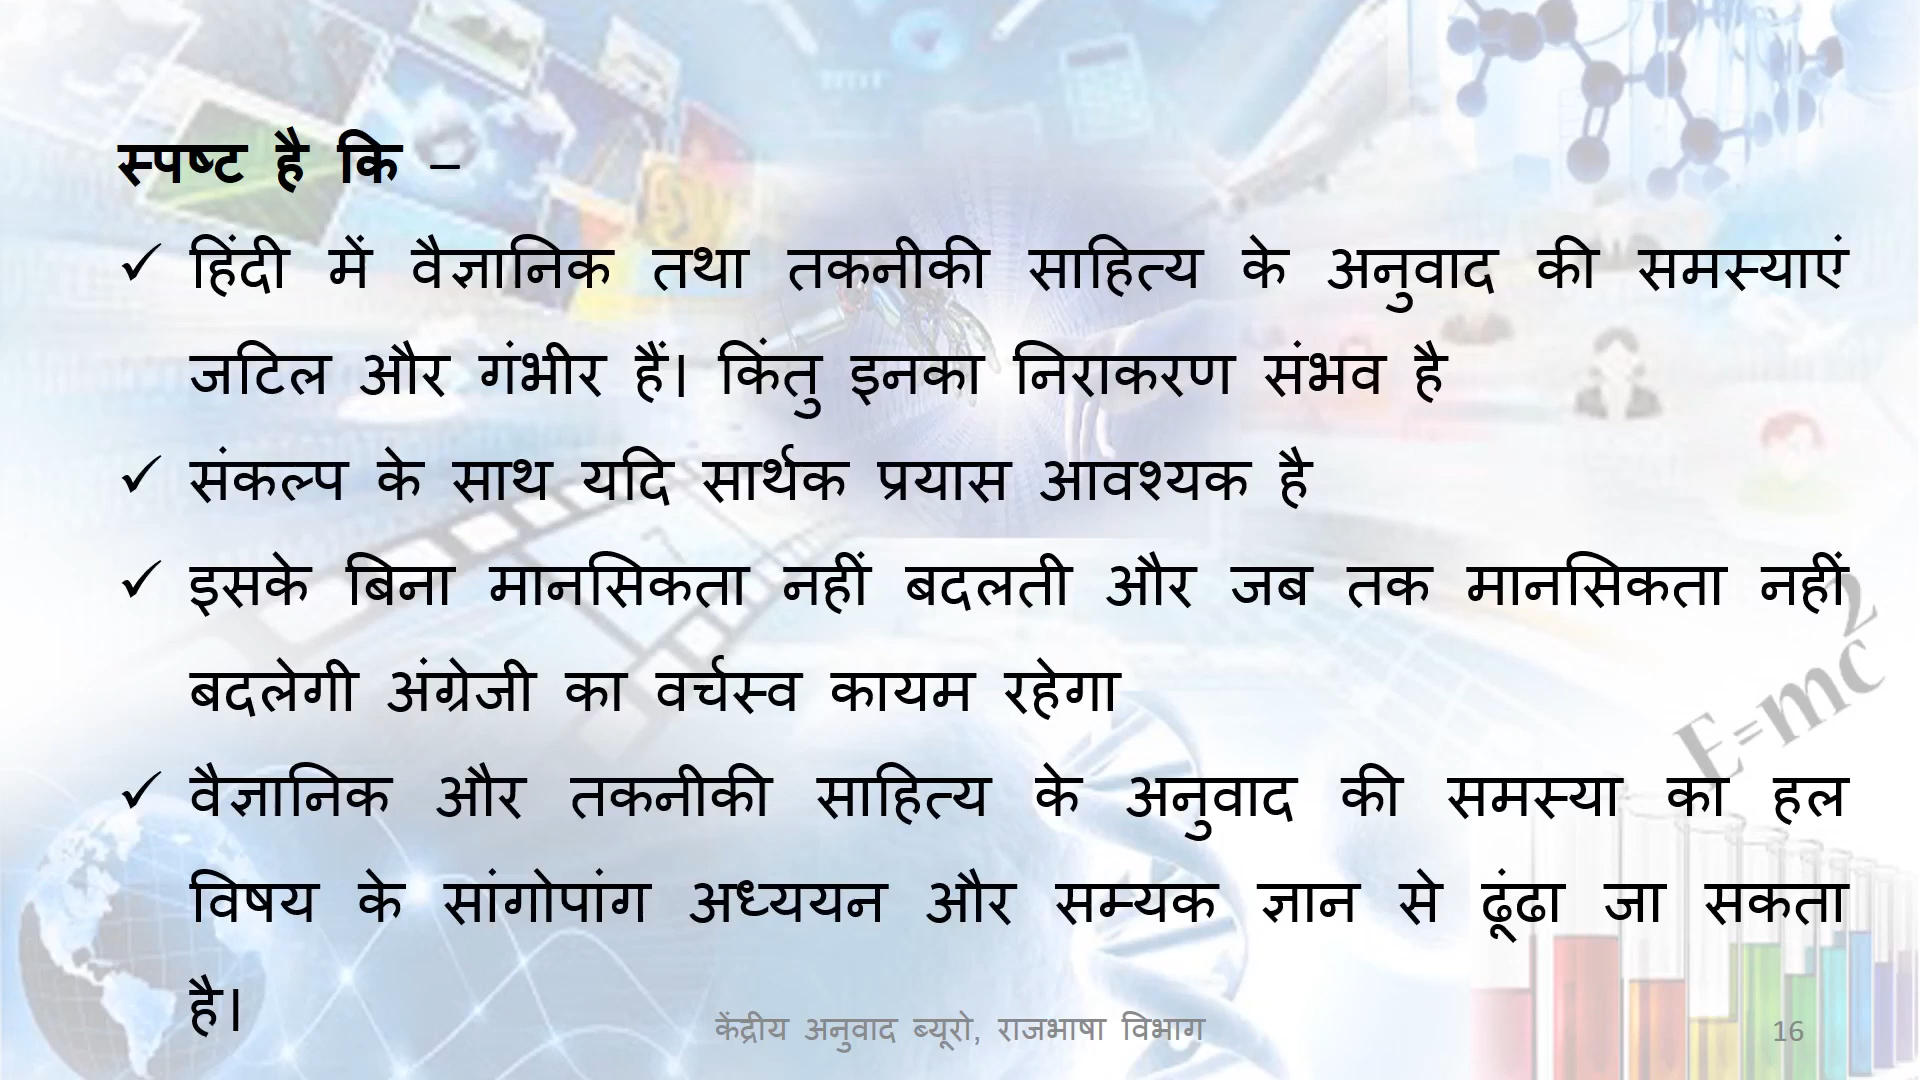 स्पष्ट है कि –
✓ हिंदी में वैज्ञानिक तथा तकनीकी साहित्य के अनुवाद की समस्याएं
जटिल और गंभीर हैं। किंतु इनका निराकरण संभव है
✓ संकल्प के साथ यदि सार्थक प्रयास आवश्यक है
✓ इसके बिना मानसिकता नहीं बदलती और जब तक मानसिकता नहीं
बदलेगी अंग्रेजी का वर्चस्व कायम रहेगा
✓ वैज्ञानिक और तकनीकी साहित्य के अनुवाद की समस्या का हल
विषय के सांगोपांग अध्ययन और सम्यक ज्ञान से ढूंढा जा सकता
है।
केंद्रीय अनुवाद ब्यूरो, राजभाषा विभाग
16
E=mc2
7